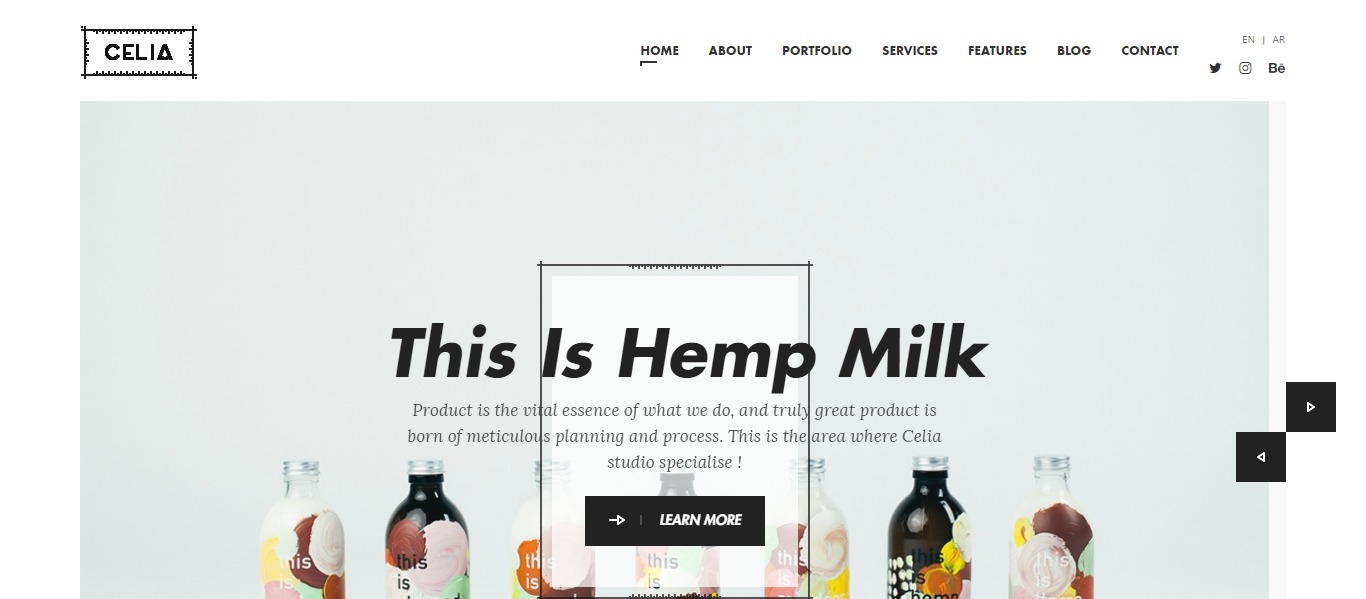 CELIA
HOME ABOUT PORTFOLIO SERVICES FEATURES BLOG CONTACT
EN | AR
Bē
This Is Hemp Milk
Product is the vital essence of what we do, and truly great product is
born of meticulous planning and process. This is the area where Celia
studio specialise !
LEARN MORE
this this this this this this this
is is is is is is
hemp